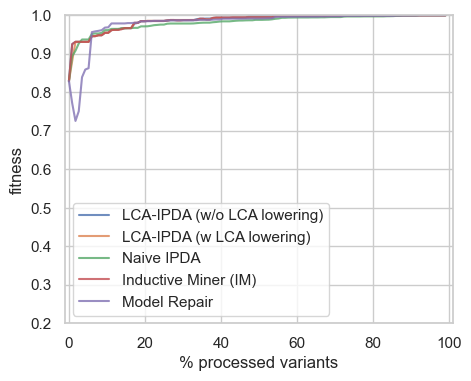 1.0
0.9
0.8
0.7
0.6
0.5
0.4
0.3
0.2
fitness
LCA-IPDA (w/o LCA lowering)
LCA-IPDA (w LCA lowering)
Naive IPDA
Inductive Miner (IM)
Model Repair
0 20 40 60 80 100
% processed variants